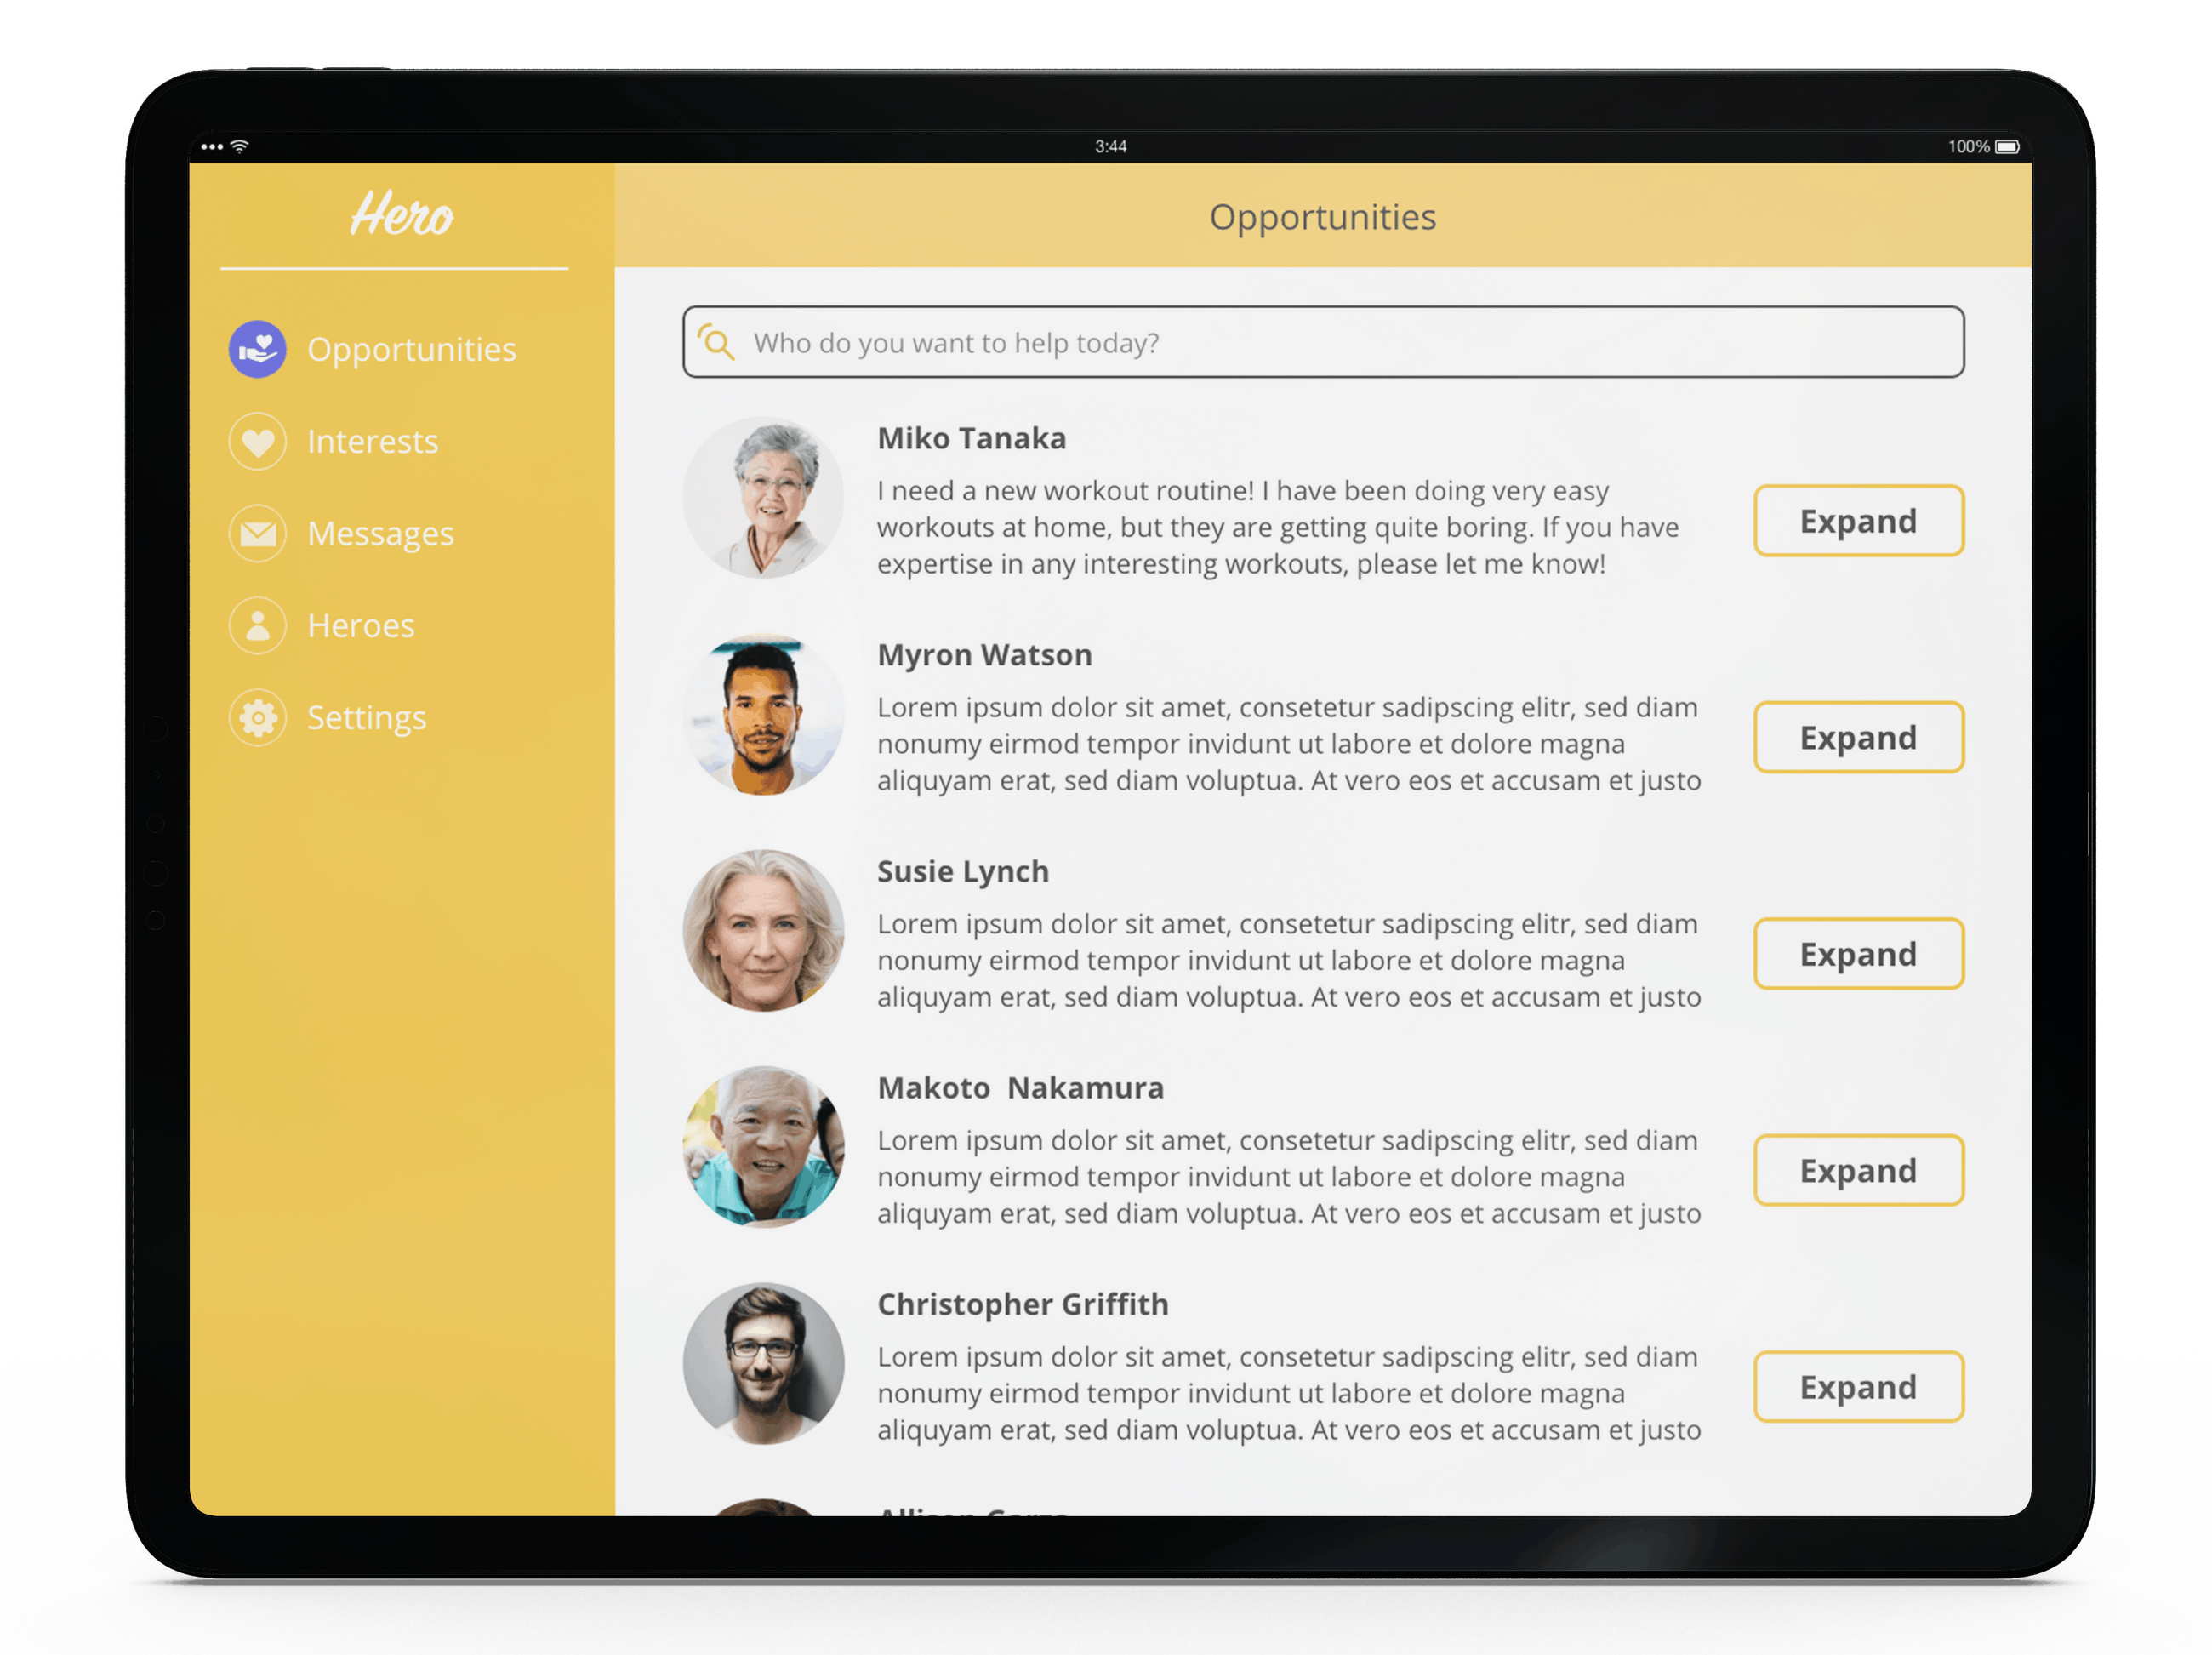 3:44
100%
Hero
Opportunities
Opportunities
Interests
Messages
Heroes
Settings
Who do you want to help today?
Miko Tanaka
I need a new workout routine! I have been doing very easy
workouts at home, but they are getting quite boring. If you have
expertise in any interesting workouts, please let me know!
Expand
Myron Watson
Lorem ipsum dolor sit amet, consetetur sadipscing elitr, sed diam
nonumy eirmod tempor invidunt ut labore et dolore magna
aliquyam erat, sed diam voluptua. At vero eos et accusam et justo
Expand
Susie Lynch
Lorem ipsum dolor sit amet, consetetur sadipscing elitr, sed diam
nonumy eirmod tempor invidunt ut labore et dolore magna
aliquyam erat, sed diam voluptua. At vero eos et accusam et justo
Expand
Makoto  Nakamura
Lorem ipsum dolor sit amet, consetetur sadipscing elitr, sed diam
nonumy eirmod tempor invidunt ut labore et dolore magna
aliquyam erat, sed diam voluptua. At vero eos et accusam et justo
Expand
Christopher Griffith
Lorem ipsum dolor sit amet, consetetur sadipscing elitr, sed diam
nonumy eirmod tempor invidunt ut labore et dolore magna
aliquyam erat, sed diam voluptua. At vero eos et accusam et justo
Expand